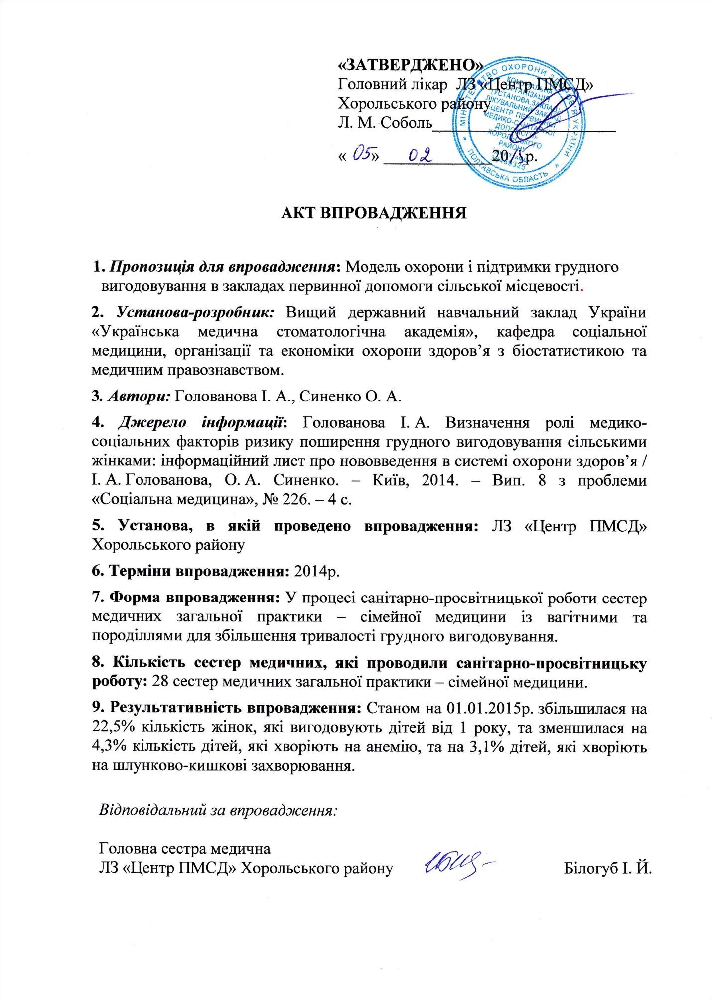 «ЗАТВЕРДЖЕНО»
Головний лікар ЛЗ «Центр ПМСД»
Хорольського району
Л. М. Соболь_______________________
« 05» _____02_____2015р.
МІНІСТЕРСТВО ОХОРОНИ ЗДОРОВ'Я УКРАЇНИ
* ПОЛТАВСЬКА ОБЛАСТЬ *
КОМУНАЛЬНА
ОРГАНІЗАЦІЯ
(УСТАНОВА, ЗАКЛАД)
ЛІКУВАЛЬНИЙ ЗАКЛАД
«ЦЕНТР ПЕРВИННОЇ
МЕДИКО-САНІТАРНОЇ
ДОПОМОГИ»
ХОРОЛЬСЬКОГО
РАЙОНУ
АКТ ВПРОВАДЖЕННЯ
1. Пропозиція для впровадження: Модель охорони і підтримки грудного
вигодовування в закладах первинної допомоги сільської місцевості.
2. Установа-розробник: Вищий державний навчальний заклад України
«Українська медична стоматологічна академія», кафедра соціальної
медицини, організації та економіки охорони здоров’я з біостатистикою та
медичним правознавством.
3. Автори: Голованова І. А., Синенко О. А.
4. Джерело інформації: Голованова І. А. Визначення ролі медико-
соціальних факторів ризику поширення грудного вигодовування сільськими
жінками: інформаційний лист про нововведення в системі охорони здоров’я /
І. А. Голованова, О. А. Синенко. – Київ, 2014. – Вип. 8 з проблеми
«Соціальна медицина», № 226. – 4 с.
5. Установа, в якій проведено впровадження: ЛЗ «Центр ПМСД»
Хорольського району
6. Терміни впровадження: 2014р.
7. Форма впровадження: У процесі санітарно-просвітницької роботи сестер
медичних загальної практики – сімейної медицини із вагітними та
породіллями для збільшення тривалості грудного вигодовування.
8. Кількість сестер медичних, які проводили санітарно-просвітницьку
роботу: 28 сестер медичних загальної практики – сімейної медицини.
9. Результативність впровадження: Станом на 01.01.2015р. збільшилася на
22,5% кількість жінок, які вигодовують дітей від 1 року, та зменшилася на
4,3% кількість дітей, які хворіють на анемію, та на 3,1% дітей, які хворіють
на шлунково-кишкові захворювання.
Відповідальний за впровадження:
Головна сестра медична
ЛЗ «Центр ПМСД» Хорольського району Білогуб І. Й.